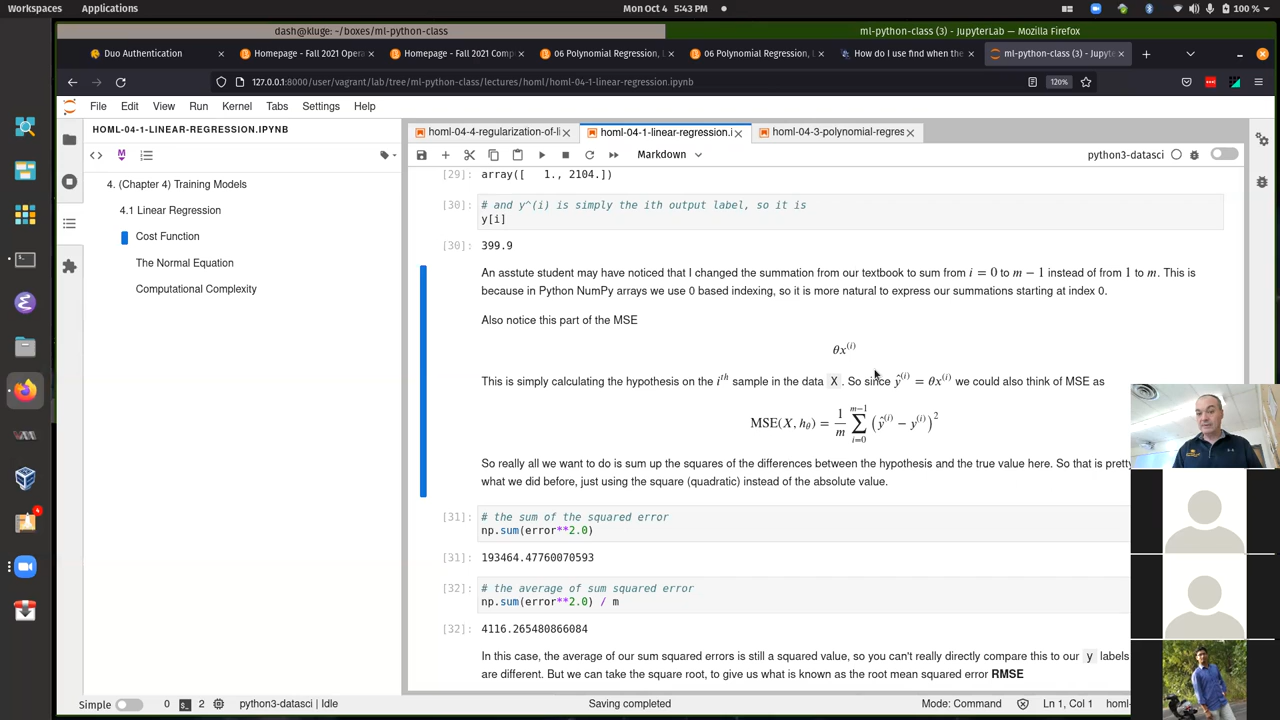 Workspaces Applications Mon Oct 4 5:43 PM 100 %
dash@kluge: ~/boxes/ml-python-class ml-python-class (3) - JupyterLab — Mozilla Firefox
Duo Authentication Homepage - Fall 2021 Opera Homepage - Fall 2021 Comp 06 Polynomial Regression, L 06 Polynomial Regression, L How do I use find when the ml-python-class (3) - Jupyte
127.0.0.1:8000/user/vagrant/lab/tree/ml-python-class/lectures/homl/homl-04-1-linear-regression.ipynb 120%
File Edit View Run Kernel Tabs Settings Help
HOML-04-1-LINEAR-REGRESSION.IPYNB
homl-04-4-regularization-of-li homl-04-1-linear-regression.i homl-04-3-polynomial-regres
Markdown python3-datasci
4. (Chapter 4) Training Models
4.1 Linear Regression
Cost Function
The Normal Equation
Computational Complexity
[29]: array([ 1., 2104.])
[30]: # and y^(i) is simply the ith output label, so it is
y[i]
[30]: 399.9
An asstute student may have noticed that I changed the summation from our textbook to sum from i = 0 to m − 1 instead of from 1 to m. This is
because in Python NumPy arrays we use 0 based indexing, so it is more natural to express our summations starting at index 0.
Also notice this part of the MSE
θx^(i)
This is simply calculating the hypothesis on the i^th sample in the data X . So since ŷ^(i) = θx^(i) we could also think of MSE as
MSE(X, h_θ) = 1/m ∑_{i=0}^{m−1} (ŷ^(i) − y^(i))^2
So really all we want to do is sum up the squares of the differences between the hypothesis and the true value here. So that is pretty
what we did before, just using the square (quadratic) instead of the absolute value.
[31]: # the sum of the squared error
np.sum(error**2.0)
[31]: 193464.47760070593
[32]: # the average of sum squared error
np.sum(error**2.0) / m
[32]: 4116.265480866084
In this case, the average of our sum squared errors is still a squared value, so you can't really directly compare this to our y labels
are different. But we can take the square root, to give us what is known as the root mean squared error RMSE
Simple 0 2 python3-datasci | Idle Saving completed Mode: Command Ln 1, Col 1 homl-